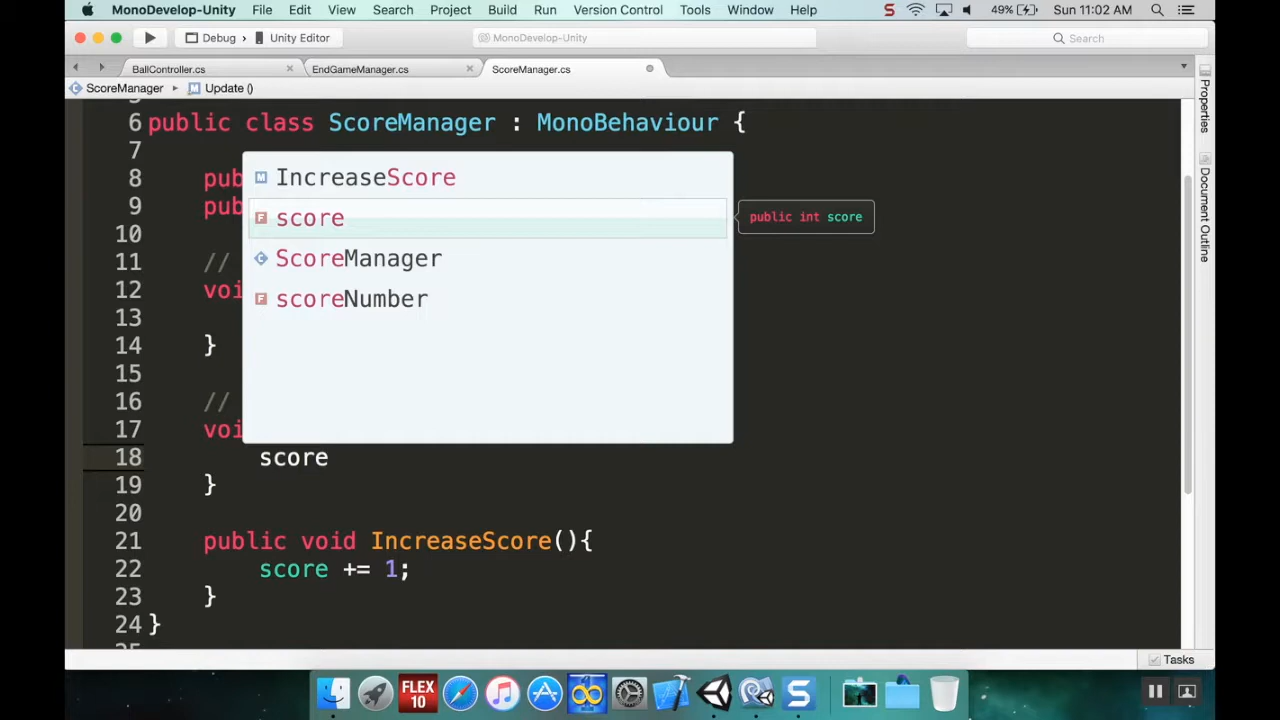 MonoDevelop-Unity File Edit View Search Project Build Run Version Control Tools Window Help S 49% Sun 11:02 AM
Debug Unity Editor MonoDevelop-Unity Search
BallController.cs EndGameManager.cs ScoreManager.cs
ScoreManager M Update ()
6 public class ScoreManager : MonoBehaviour {
7
8 pub
9 pub
10
11 //
12 voi
13
14 }
15
16 //
17 voi
18 score
19 }
20
21 public void IncreaseScore(){
22 score += 1;
23 }
24 }
M IncreaseScore
F score
public int score
C ScoreManager
F scoreNumber
Properties
Document Outline
Tasks
FLEX
10
S